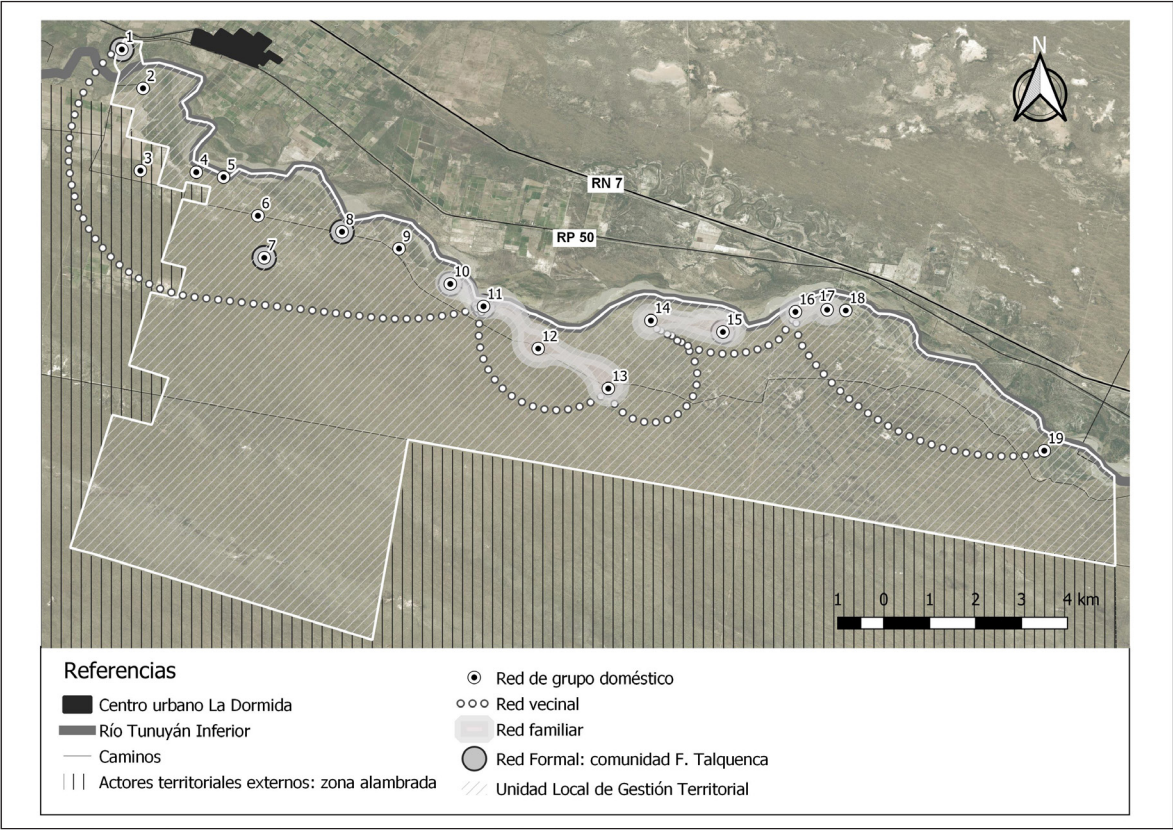 1
N
2
3
4
5
RN 7
6
8
7
RP 50
9
10
11
14
16
17
18
15
12
13
19
1 0 1 2 3 4 km
Referencias
Centro urbano La Dormida
Río Tunuyán Inferior
Caminos
Actores territoriales externos: zona alambrada
Red de grupo doméstico
Red vecinal
Red familiar
Red Formal: comunidad F. Talquenca
Unidad Local de Gestión Territorial